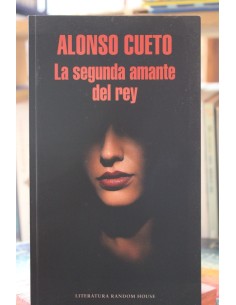 ALONSO CUETO
La segunda amante
del rey
LITERATURA RANDOM HOUSE